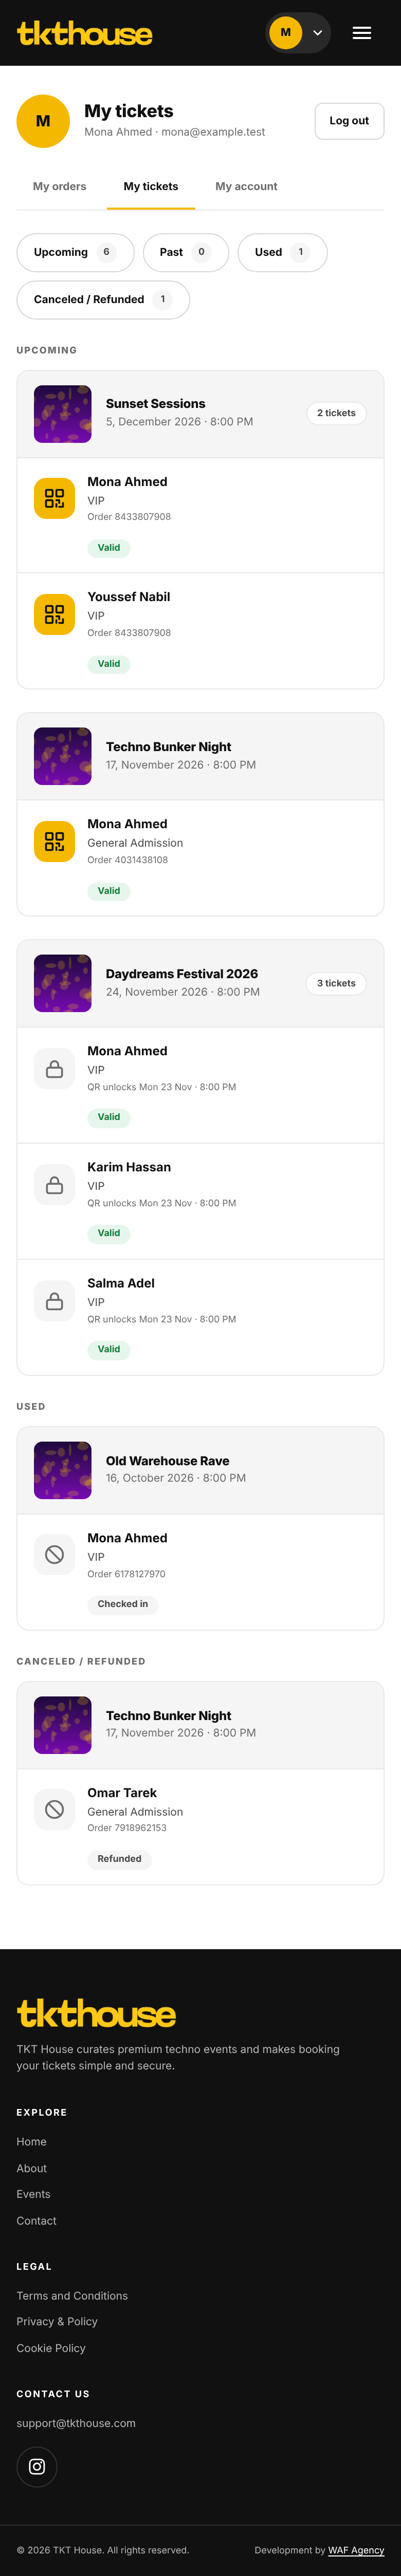 tkthouse
M
M
My tickets
Mona Ahmed · mona@example.test
Log out
My orders
My tickets
My account
Upcoming 6
Past 0
Used 1
Canceled / Refunded 1
UPCOMING
Sunset Sessions
5, December 2026 · 8:00 PM
2 tickets
Mona Ahmed
VIP
Order 8433807908
Valid
Youssef Nabil
VIP
Order 8433807908
Valid
Techno Bunker Night
17, November 2026 · 8:00 PM
Mona Ahmed
General Admission
Order 4031438108
Valid
Daydreams Festival 2026
24, November 2026 · 8:00 PM
3 tickets
Mona Ahmed
VIP
QR unlocks Mon 23 Nov · 8:00 PM
Valid
Karim Hassan
VIP
QR unlocks Mon 23 Nov · 8:00 PM
Valid
Salma Adel
VIP
QR unlocks Mon 23 Nov · 8:00 PM
Valid
USED
Old Warehouse Rave
16, October 2026 · 8:00 PM
Mona Ahmed
VIP
Order 6178127970
Checked in
CANCELED / REFUNDED
Techno Bunker Night
17, November 2026 · 8:00 PM
Omar Tarek
General Admission
Order 7918962153
Refunded
tkthouse
TKT House curates premium techno events and makes booking
your tickets simple and secure.
EXPLORE
Home
About
Events
Contact
LEGAL
Terms and Conditions
Privacy & Policy
Cookie Policy
CONTACT US
support@tkthouse.com
© 2026 TKT House. All rights reserved.
Development by WAF Agency